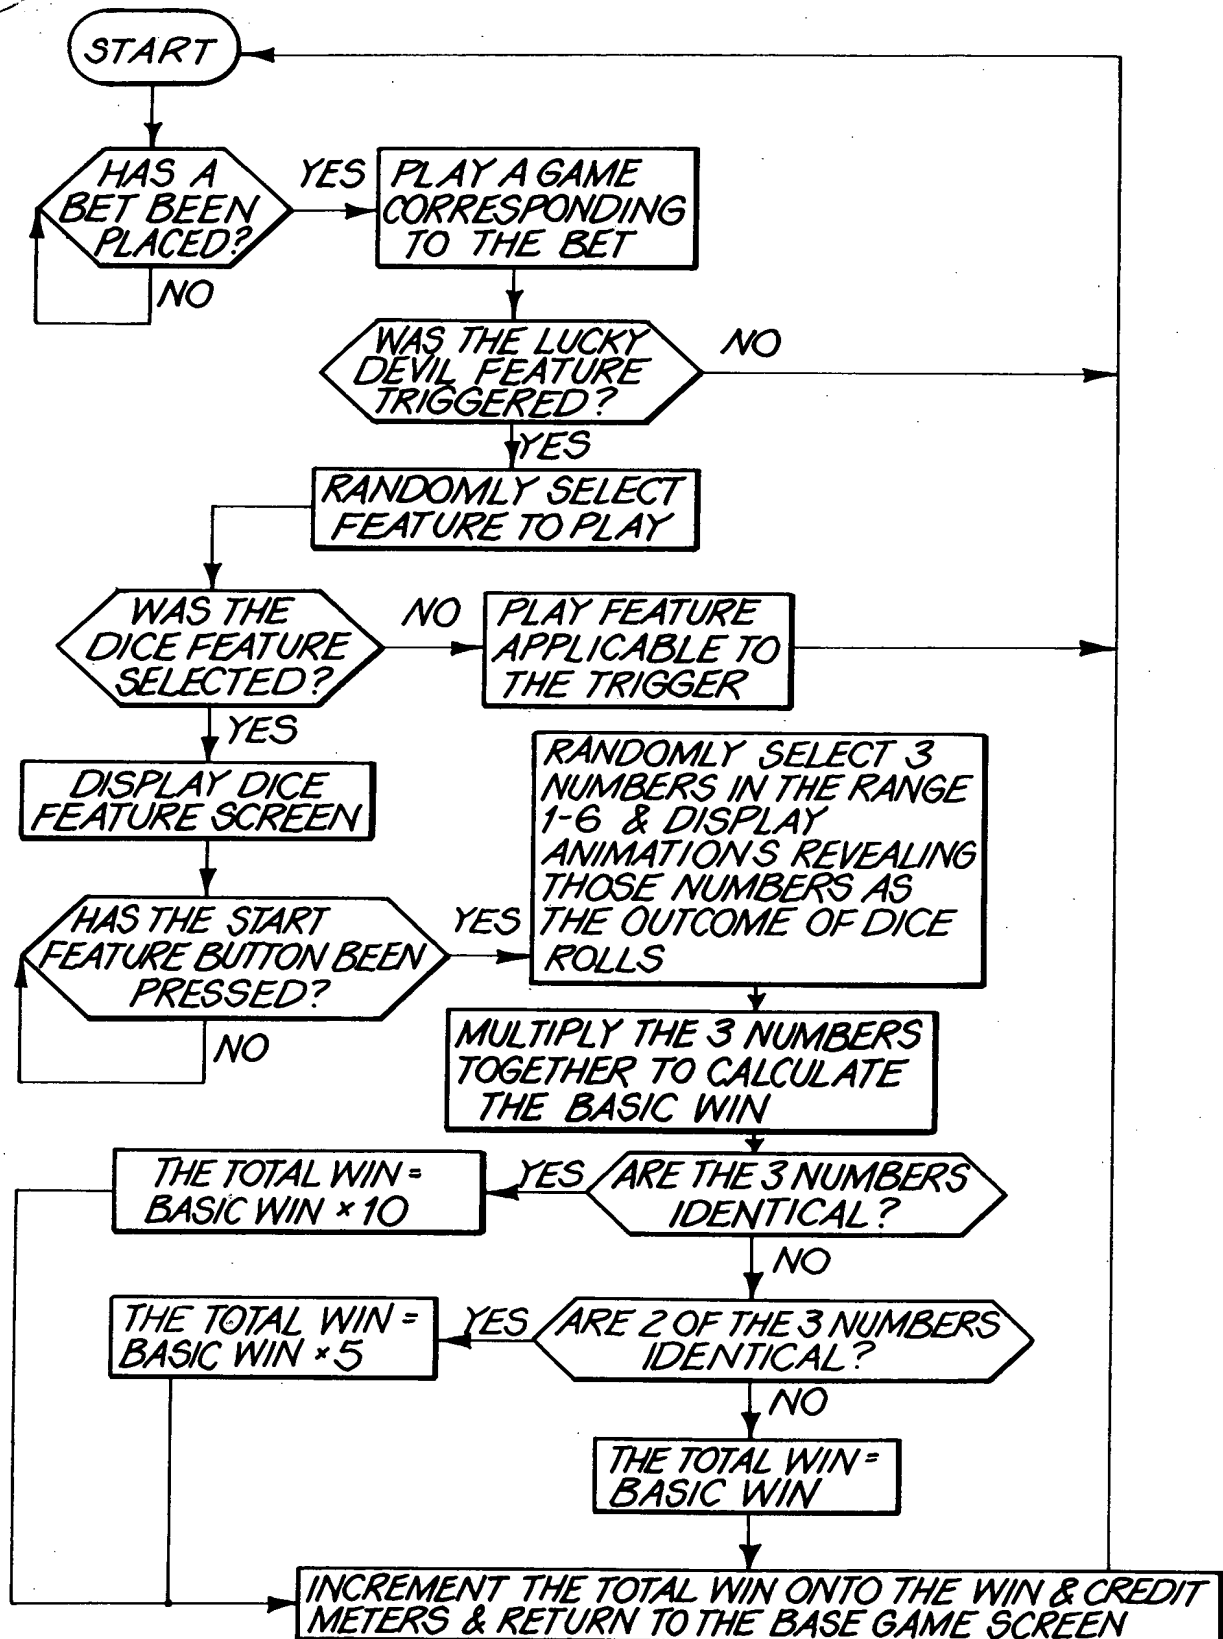 START
HAS A
BET BEEN
PLACED?
YES
NO
PLAY A GAME
CORRESPONDING
TO THE BET
WAS THE LUCKY
DEVIL FEATURE
TRIGGERED?
NO
YES
RANDOMLY SELECT
FEATURE TO PLAY
WAS THE
DICE FEATURE
SELECTED?
NO
PLAY FEATURE
APPLICABLE TO
THE TRIGGER
YES
DISPLAY DICE
FEATURE SCREEN
HAS THE START
FEATURE BUTTON BEEN
PRESSED?
YES
NO
RANDOMLY SELECT 3
NUMBERS IN THE RANGE
1-6 & DISPLAY
ANIMATIONS REVEALING
THOSE NUMBERS AS
THE OUTCOME OF DICE
ROLLS
MULTIPLY THE 3 NUMBERS
TOGETHER TO CALCULATE
THE BASIC WIN
ARE THE 3 NUMBERS
IDENTICAL?
YES
THE TOTAL WIN =
BASIC WIN × 10
NO
ARE 2 OF THE 3 NUMBERS
IDENTICAL?
YES
THE TOTAL WIN =
BASIC WIN × 5
NO
THE TOTAL WIN =
BASIC WIN
INCREMENT THE TOTAL WIN ONTO THE WIN & CREDIT
METERS & RETURN TO THE BASE GAME SCREEN